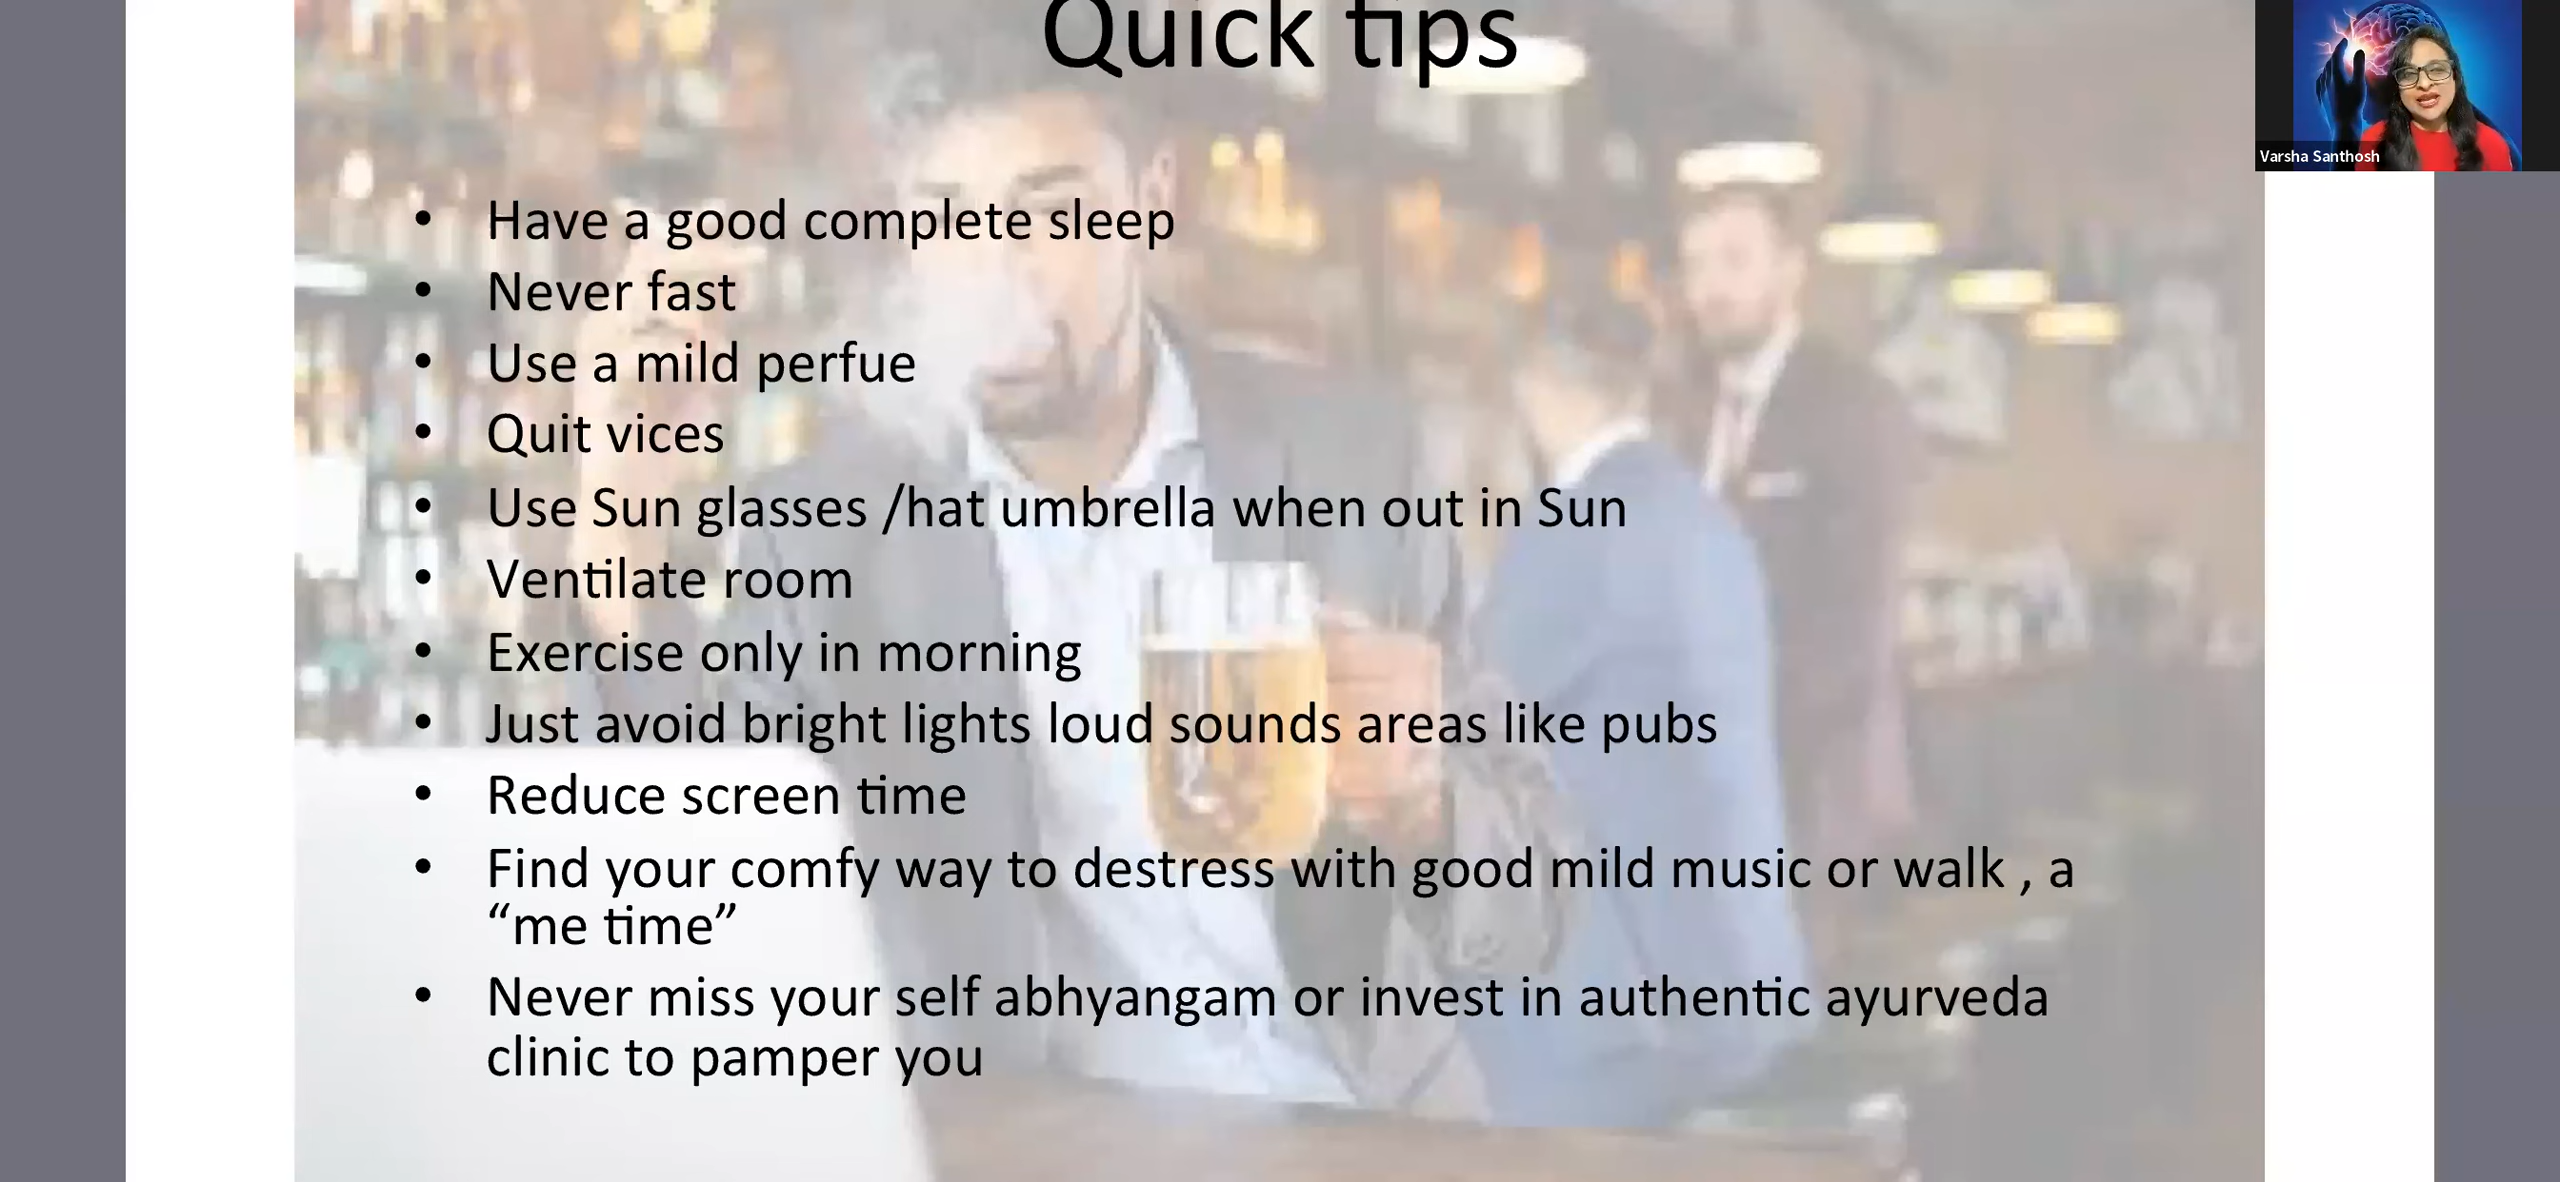 Quick tips
Varsha Santhosh
• Have a good complete sleep
• Never fast
• Use a mild perfue
• Quit vices
• Use Sun glasses /hat umbrella when out in Sun
• Ventilate room
• Exercise only in morning
• Just avoid bright lights loud sounds areas like pubs
• Reduce screen time
• Find your comfy way to destress with good mild music or walk , a
“me time”
• Never miss your self abhyangam or invest in authentic ayurveda
clinic to pamper you